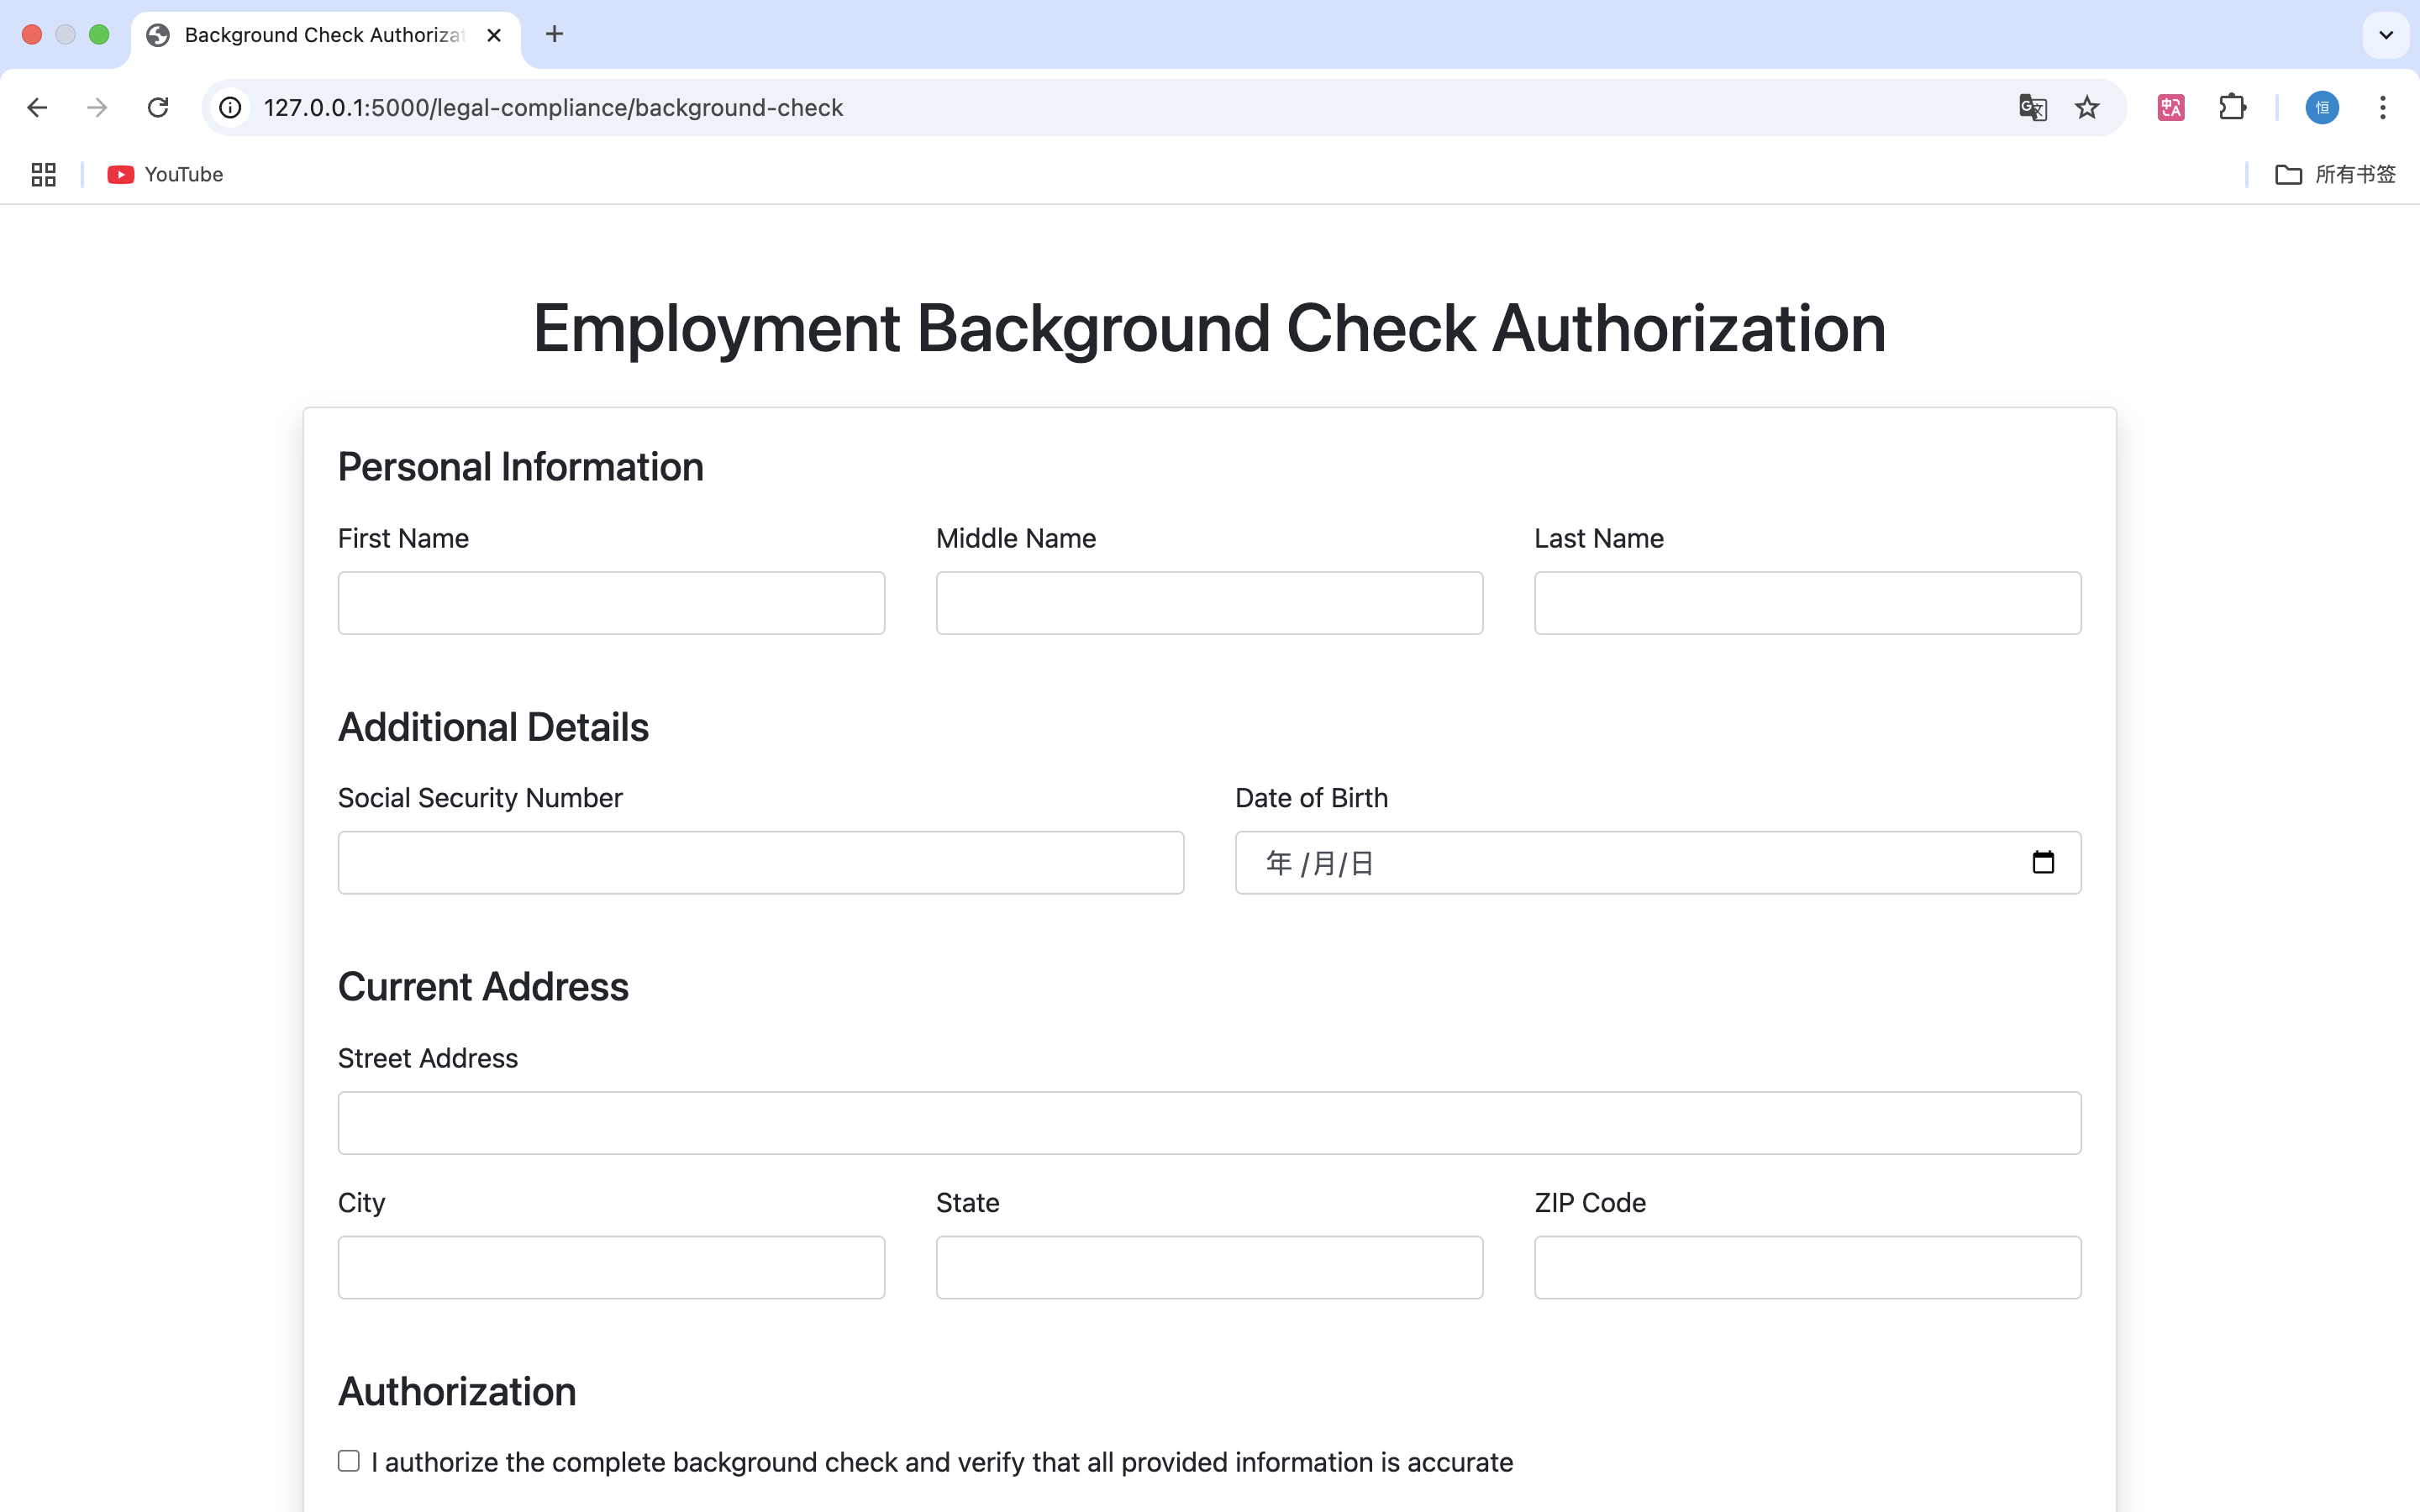 Background Check Authorizat
127.0.0.1:5000/legal-compliance/background-check
恒
YouTube
所有书签
Employment Background Check Authorization
Personal Information
First Name
Middle Name
Last Name
Additional Details
Social Security Number
Date of Birth
年 /月/日
Current Address
Street Address
City
State
ZIP Code
Authorization
I authorize the complete background check and verify that all provided information is accurate